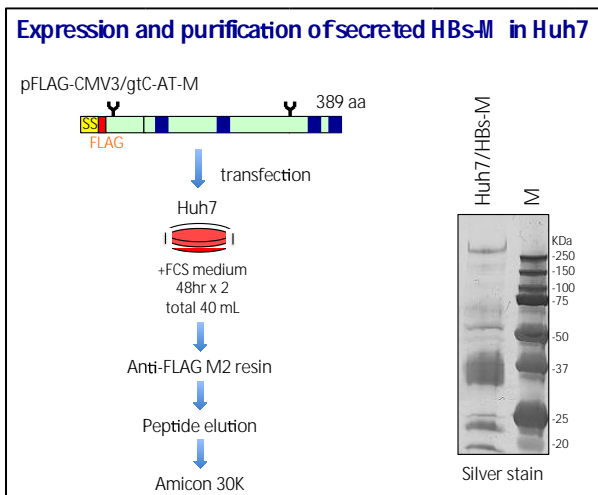 Expression and purification of secreted HBs-M in Huh7
pFLAG-CMV3/gtC-AT-M
389 aa
SS
FLAG
transfection
Huh7
+FCS medium
48hr x 2
total 40 mL
Anti-FLAG M2 resin
Peptide elution
Amicon 30K
Huh7/HBs-M
M
KDa
-250
-150
-100
-75
-50
-37
-25
-20
Silver stain